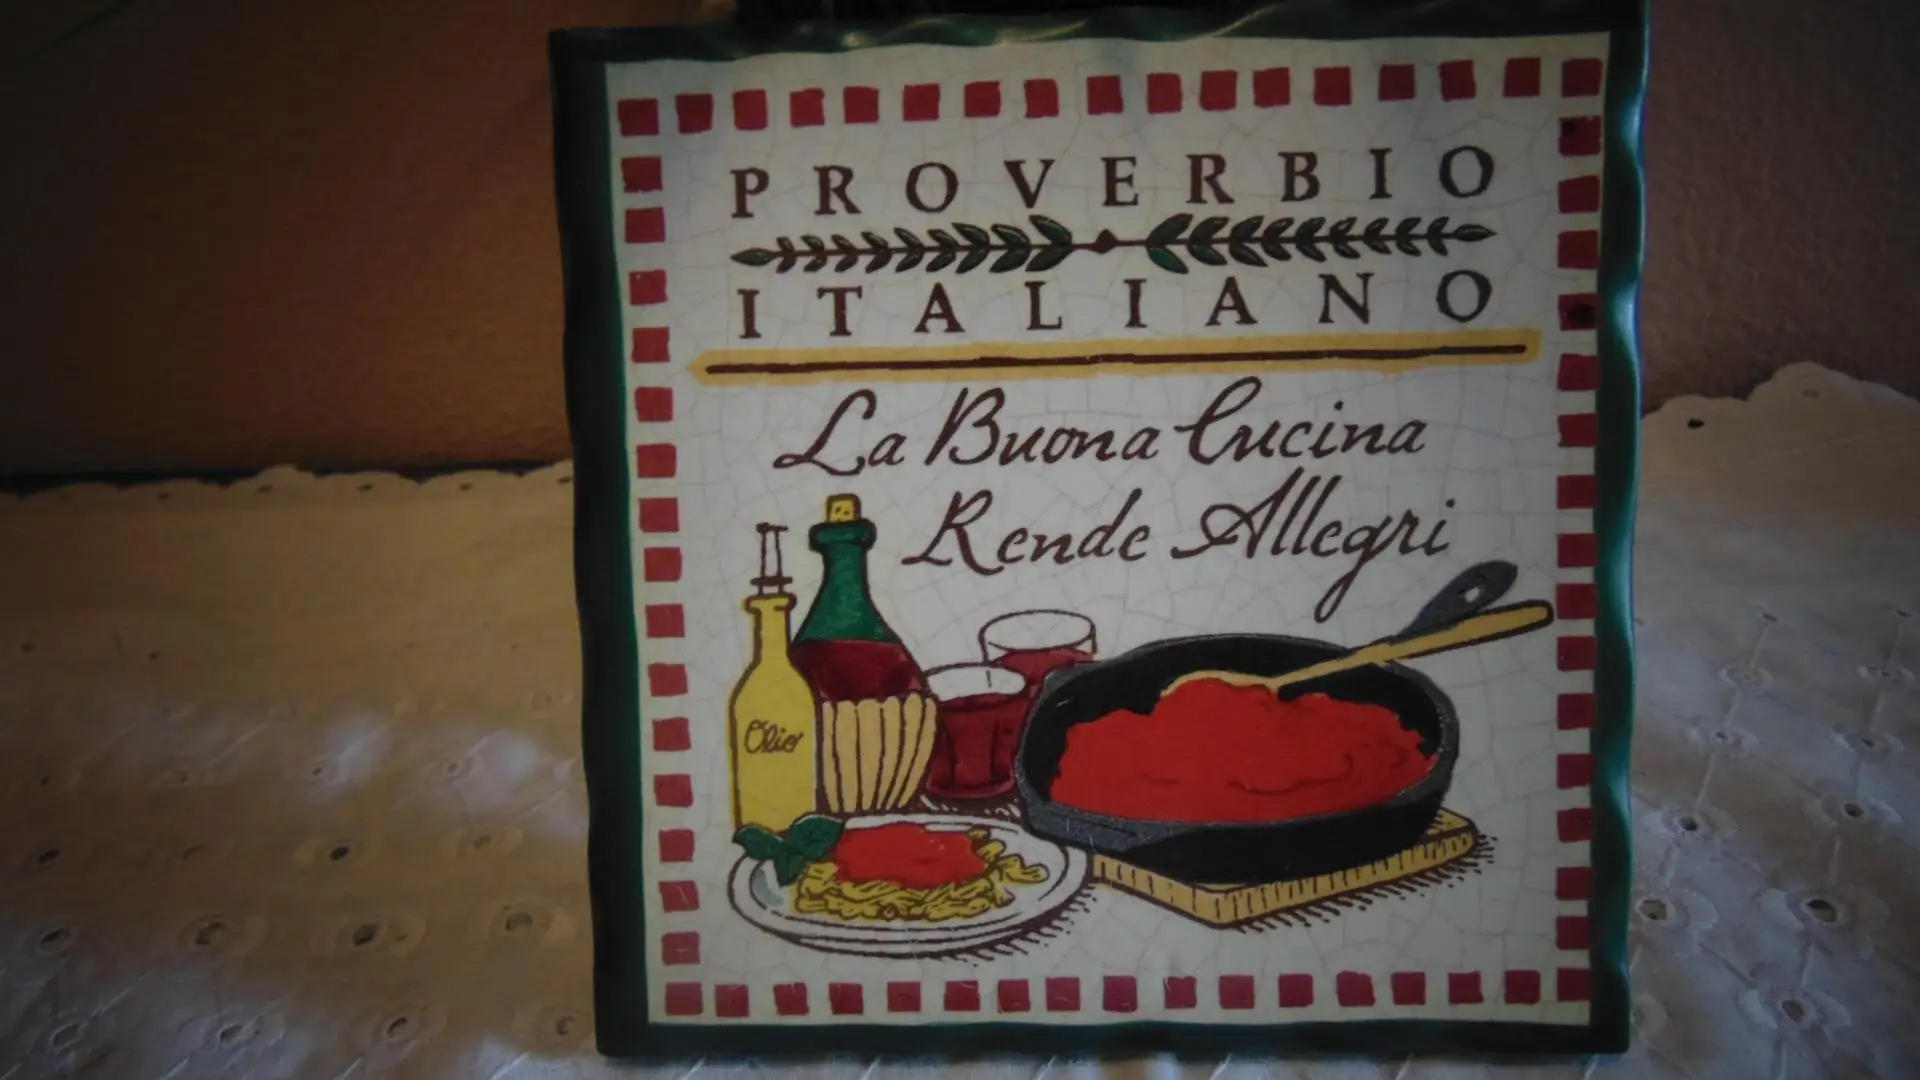 PROVERBIO
ITALIANO
La Buona Cucina
Rende Allegri
Olio